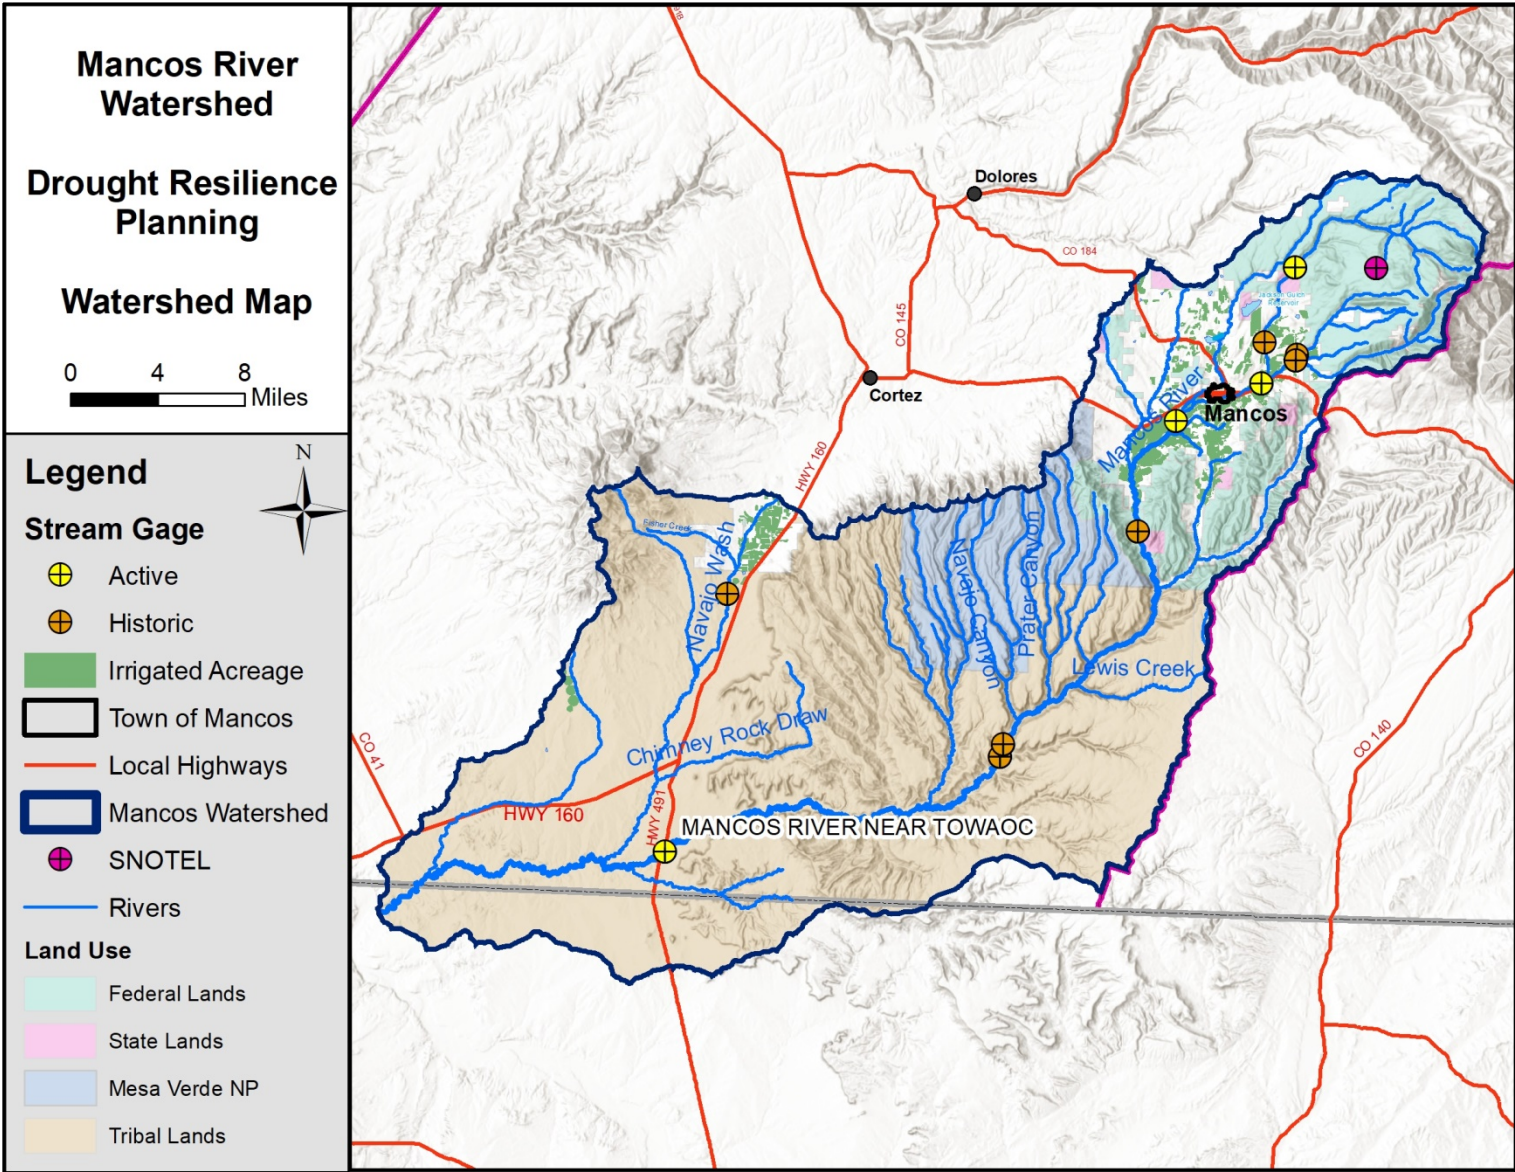 Mancos River
Watershed
Drought Resilience
Planning
Watershed Map
0 4 8
Miles
Legend
N
Stream Gage
Active
Historic
Irrigated Acreage
Town of Mancos
Local Highways
Mancos Watershed
SNOTEL
Rivers
Land Use
Federal Lands
State Lands
Mesa Verde NP
Tribal Lands
Dolores
CO 184
CO 145
Cortez
Jackson Gulch
Reservoir
Mancos River
Mancos
HWY 160
Navajo Wash
Navajo Canyon
Prater Canyon
Lewis Creek
Chimney Rock Draw
CO 41
CO 140
HWY 160
HWY 491
MANCOS RIVER NEAR TOWAOC